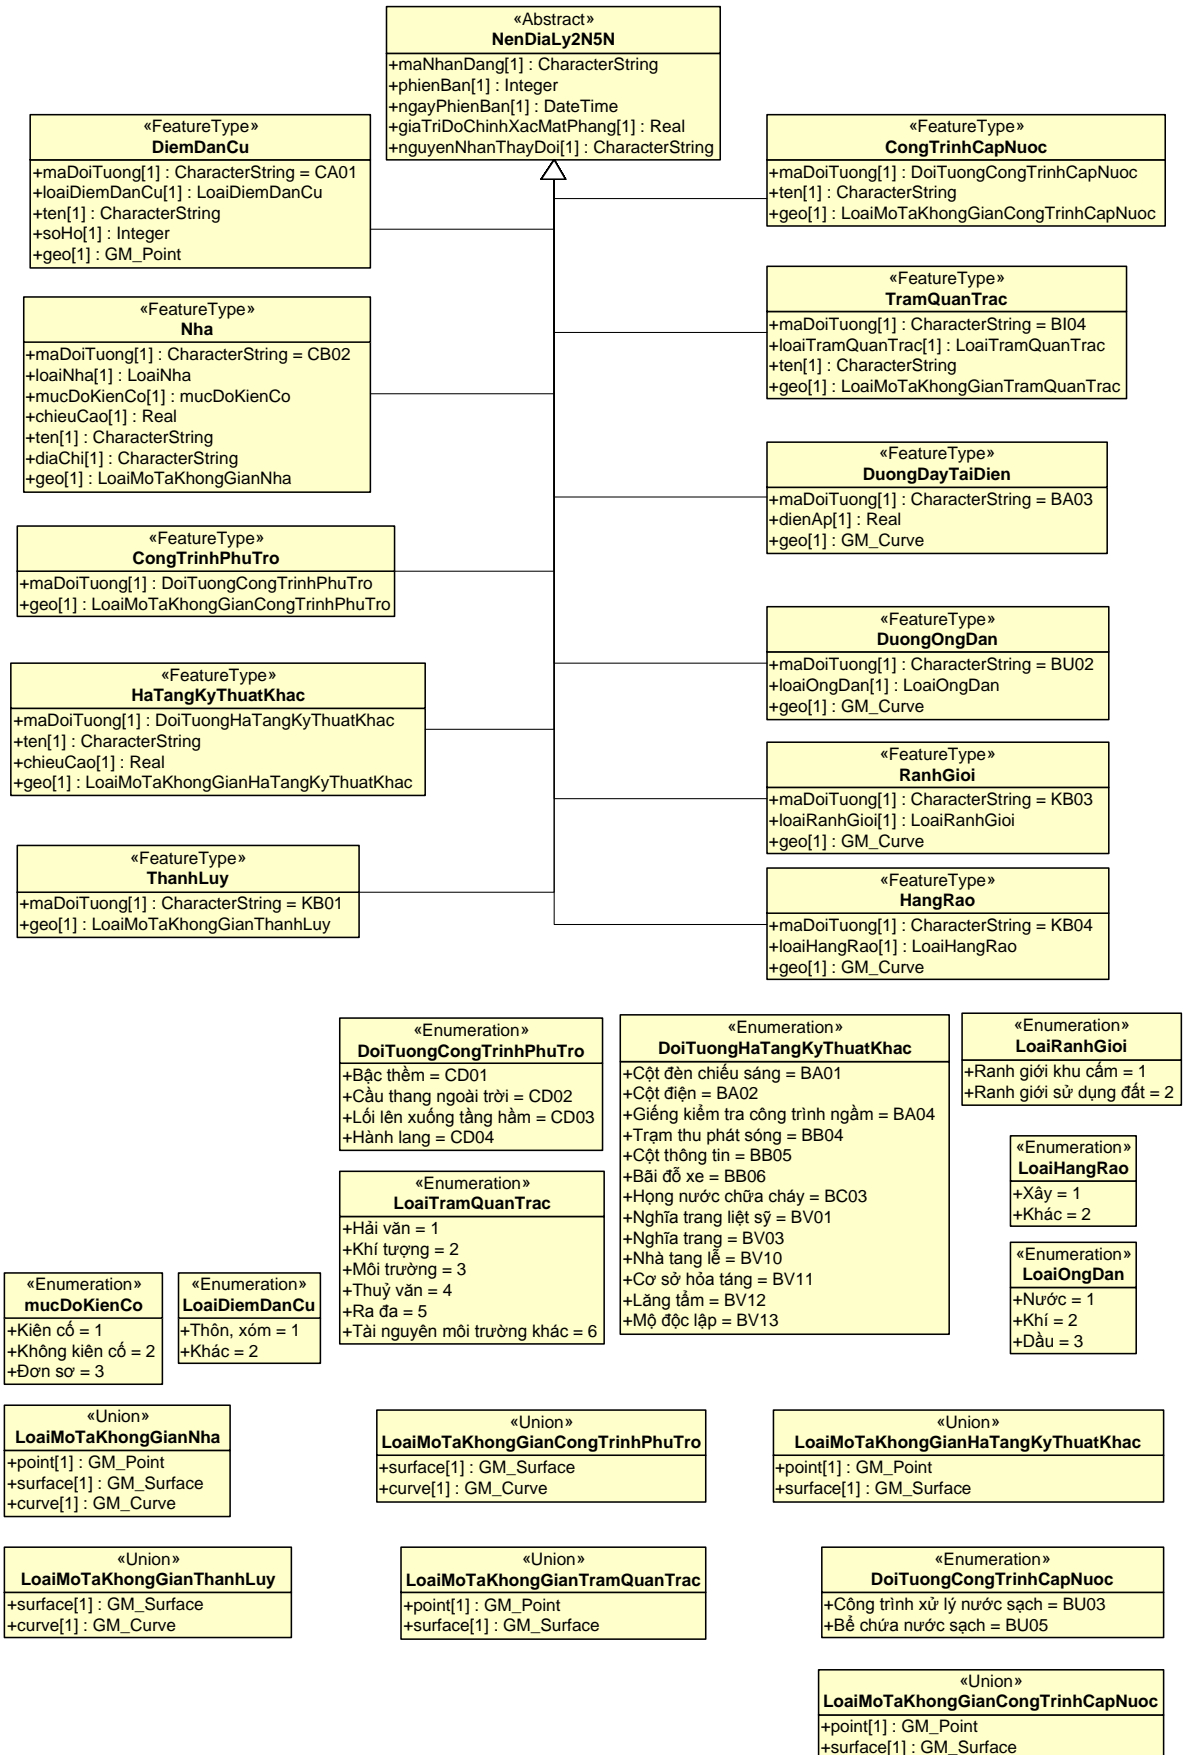 «Abstract»
NenDiaLy2N5N
+maNhanDang[1] : CharacterString
+phienBan[1] : Integer
+ngayPhienBan[1] : DateTime
+giaTriDoChinhXacMatPhang[1] : Real
+nguyenNhanThayDoi[1] : CharacterString
«FeatureType»
DiemDanCu
+maDoiTuong[1] : CharacterString = CA01
+loaiDiemDanCu[1] : LoaiDiemDanCu
+ten[1] : CharacterString
+soHo[1] : Integer
+geo[1] : GM_Point
«FeatureType»
CongTrinhCapNuoc
+maDoiTuong[1] : DoiTuongCongTrinhCapNuoc
+ten[1] : CharacterString
+geo[1] : LoaiMoTaKhongGianCongTrinhCapNuoc
«FeatureType»
Nha
+maDoiTuong[1] : CharacterString = CB02
+loaiNha[1] : LoaiNha
+mucDoKienCo[1] : mucDoKienCo
+chieuCao[1] : Real
+ten[1] : CharacterString
+diaChi[1] : CharacterString
+geo[1] : LoaiMoTaKhongGianNha
«FeatureType»
TramQuanTrac
+maDoiTuong[1] : CharacterString = BI04
+loaiTramQuanTrac[1] : LoaiTramQuanTrac
+ten[1] : CharacterString
+geo[1] : LoaiMoTaKhongGianTramQuanTrac
«FeatureType»
DuongDayTaiDien
+maDoiTuong[1] : CharacterString = BA03
+dienAp[1] : Real
+geo[1] : GM_Curve
«FeatureType»
CongTrinhPhuTro
+maDoiTuong[1] : DoiTuongCongTrinhPhuTro
+geo[1] : LoaiMoTaKhongGianCongTrinhPhuTro
«FeatureType»
DuongOngDan
+maDoiTuong[1] : CharacterString = BU02
+loaiOngDan[1] : LoaiOngDan
+geo[1] : GM_Curve
«FeatureType»
HaTangKyThuatKhac
+maDoiTuong[1] : DoiTuongHaTangKyThuatKhac
+ten[1] : CharacterString
+chieuCao[1] : Real
+geo[1] : LoaiMoTaKhongGianHaTangKyThuatKhac
«FeatureType»
RanhGioi
+maDoiTuong[1] : CharacterString = KB03
+loaiRanhGioi[1] : LoaiRanhGioi
+geo[1] : GM_Curve
«FeatureType»
ThanhLuy
+maDoiTuong[1] : CharacterString = KB01
+geo[1] : LoaiMoTaKhongGianThanhLuy
«FeatureType»
HangRao
+maDoiTuong[1] : CharacterString = KB04
+loaiHangRao[1] : LoaiHangRao
+geo[1] : GM_Curve
«Enumeration»
DoiTuongCongTrinhPhuTro
+Bậc thềm = CD01
+Cầu thang ngoài trời = CD02
+Lối lên xuống tầng hầm = CD03
+Hành lang = CD04
«Enumeration»
DoiTuongHaTangKyThuatKhac
+Cột đèn chiếu sáng = BA01
+Cột điện = BA02
+Giếng kiểm tra công trình ngầm = BA04
+Trạm thu phát sóng = BB04
+Cột thông tin = BB05
+Bãi đỗ xe = BB06
+Họng nước chữa cháy = BC03
+Nghĩa trang liệt sỹ = BV01
+Nghĩa trang = BV03
+Nhà tang lễ = BV10
+Cơ sở hỏa táng = BV11
+Lăng tẩm = BV12
+Mộ độc lập = BV13
«Enumeration»
LoaiRanhGioi
+Ranh giới khu cấm = 1
+Ranh giới sử dụng đất = 2
«Enumeration»
LoaiHangRao
+Xây = 1
+Khác = 2
«Enumeration»
LoaiTramQuanTrac
+Hải văn = 1
+Khí tượng = 2
+Môi trường = 3
+Thuỷ văn = 4
+Ra đa = 5
+Tài nguyên môi trường khác = 6
«Enumeration»
LoaiOngDan
+Nước = 1
+Khí = 2
+Dầu = 3
«Enumeration»
mucDoKienCo
+Kiên cố = 1
+Không kiên cố = 2
+Đơn sơ = 3
«Enumeration»
LoaiDiemDanCu
+Thôn, xóm = 1
+Khác = 2
«Union»
LoaiMoTaKhongGianNha
+point[1] : GM_Point
+surface[1] : GM_Surface
+curve[1] : GM_Curve
«Union»
LoaiMoTaKhongGianCongTrinhPhuTro
+surface[1] : GM_Surface
+curve[1] : GM_Curve
«Union»
LoaiMoTaKhongGianHaTangKyThuatKhac
+point[1] : GM_Point
+surface[1] : GM_Surface
«Union»
LoaiMoTaKhongGianThanhLuy
+surface[1] : GM_Surface
+curve[1] : GM_Curve
«Union»
LoaiMoTaKhongGianTramQuanTrac
+point[1] : GM_Point
+surface[1] : GM_Surface
«Enumeration»
DoiTuongCongTrinhCapNuoc
+Công trình xử lý nước sạch = BU03
+Bể chứa nước sạch = BU05
«Union»
LoaiMoTaKhongGianCongTrinhCapNuoc
+point[1] : GM_Point
+surface[1] : GM_Surface